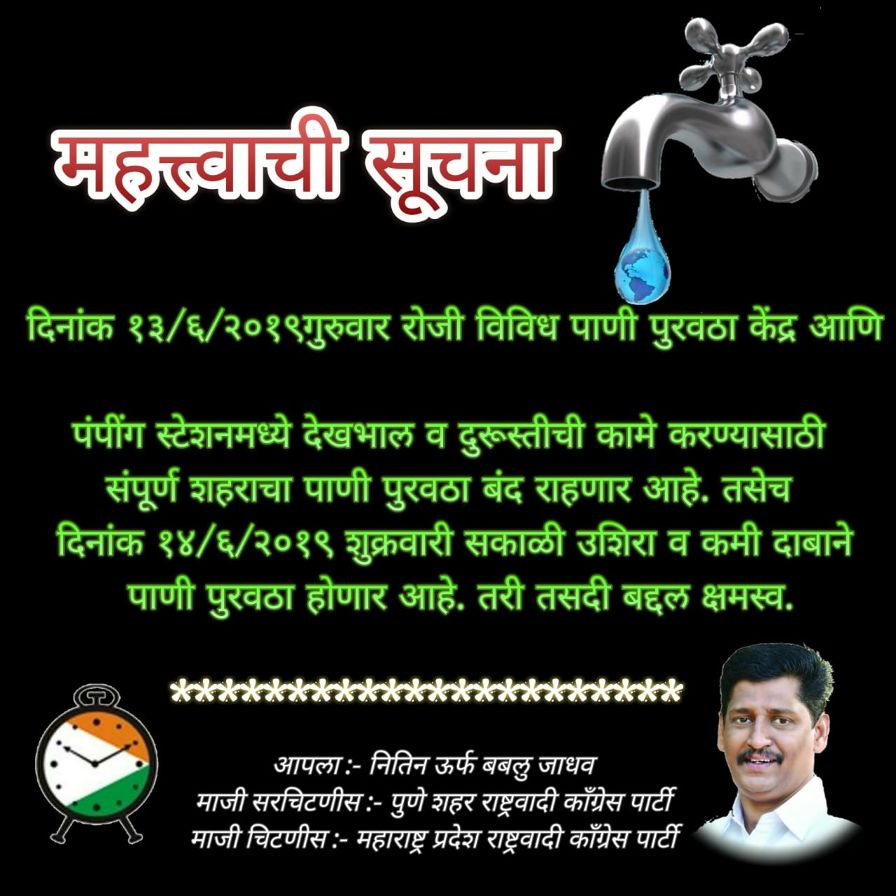 महत्त्वाची सूचना
दिनांक १३/६/२०१९गुरुवार रोजी विविध पाणी पुरवठा केंद्र आणि
पंपींग स्टेशनमध्ये देखभाल व दुरूस्तीची कामे करण्यासाठी
संपूर्ण शहराचा पाणी पुरवठा बंद राहणार आहे. तसेच
दिनांक १४/६/२०१९ शुक्रवारी सकाळी उशिरा व कमी दाबाने
पाणी पुरवठा होणार आहे. तरी तसदी बद्दल क्षमस्व.
**********************
आपला :- नितिन ऊर्फ बबलु जाधव
माजी सरचिटणीस :- पुणे शहर राष्ट्रवादी काँग्रेस पार्टी
माजी चिटणीस :- महाराष्ट्र प्रदेश राष्ट्रवादी काँग्रेस पार्टी